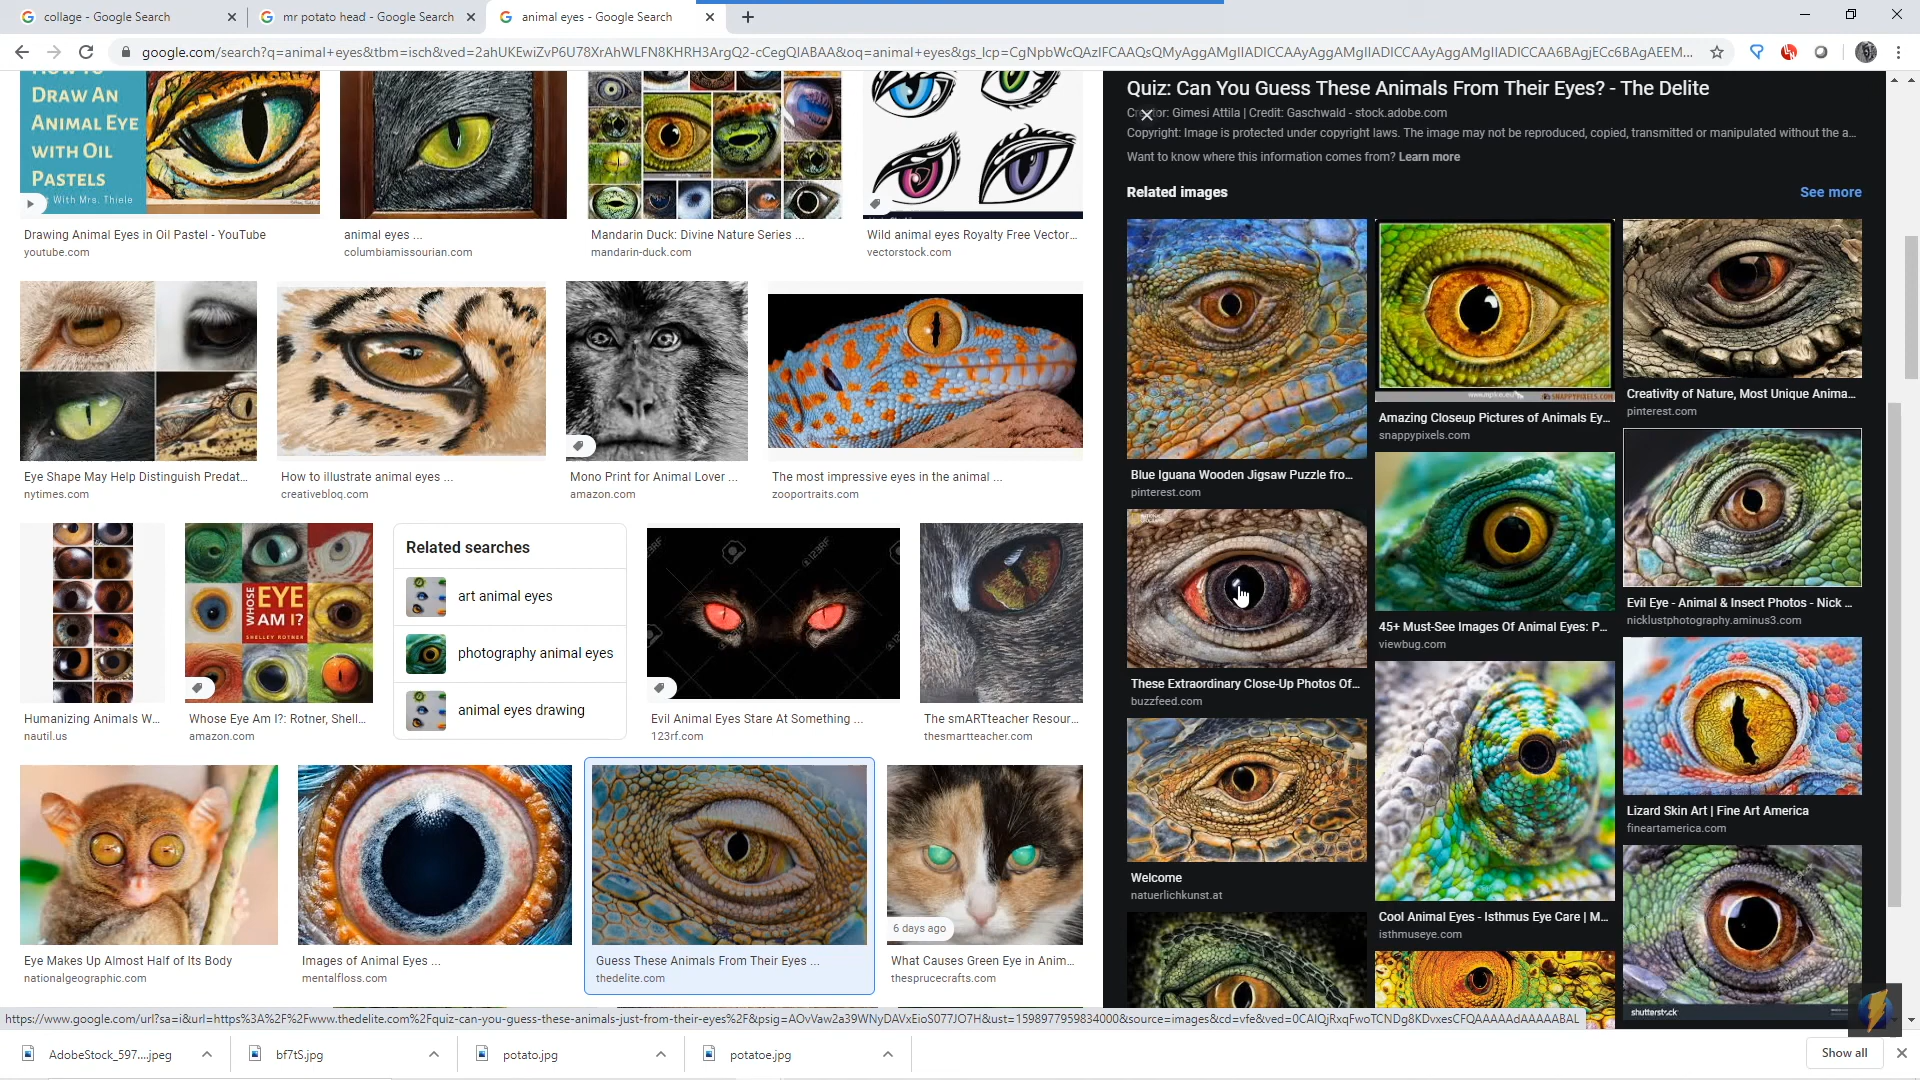 collage - Google Search
mr potato head - Google Search
animal eyes - Google Search
google.com/search?q=animal+eyes&tbm=isch&ved=2ahUKEwiZvP6U78XrAhWLFN8KHRH3ArgQ2-cCegQIABAA&oq=animal+eyes&gs_lcp=CgNpbWcQAzIFCAAQsQMyAggAMgIIADICCAAyAggAMgIIADICCAAyAggAMgIIADICCAA6BAgjECc6BAgAEEM...
DRAW AN
ANIMAL EYE
WITH OIL
PASTELS
With Mrs. Thiele
Drawing Animal Eyes in Oil Pastel - YouTube
youtube.com
animal eyes ...
columbiamissourian.com
Mandarin Duck: Divine Nature Series ...
mandarin-duck.com
Wild animal eyes Royalty Free Vector...
vectorstock.com
Eye Shape May Help Distinguish Predat...
nytimes.com
How to illustrate animal eyes ...
creativebloq.com
Mono Print for Animal Lover ...
amazon.com
The most impressive eyes in the animal ...
zooportraits.com
Humanizing Animals W...
nautil.us
WHOSE
EYE
AM I?
SHELLEY ROTNER
Whose Eye Am I?: Rotner, Shell...
amazon.com
Related searches
art animal eyes
photography animal eyes
animal eyes drawing
123RF
Evil Animal Eyes Stare At Something ...
123rf.com
The smARTteacher Resour...
thesmartteacher.com
Eye Makes Up Almost Half of Its Body
nationalgeographic.com
Images of Animal Eyes ...
mentalfloss.com
Guess These Animals From Their Eyes ...
thedelite.com
6 days ago
What Causes Green Eye in Anim...
thesprucecrafts.com
Quiz: Can You Guess These Animals From Their Eyes? - The Delite
Creator: Gimesi Attila | Credit: Gaschwald - stock.adobe.com
Copyright: Image is protected under copyright laws. The image may not be reproduced, copied, transmitted or manipulated without the a...
Want to know where this information comes from? Learn more
Related images
See more
Blue Iguana Wooden Jigsaw Puzzle fro...
pinterest.com
SNAPPYPIXELS.COM
Amazing Closeup Pictures of Animals Ey...
snappypixels.com
Creativity of Nature, Most Unique Anima...
pinterest.com
These Extraordinary Close-Up Photos Of...
buzzfeed.com
45+ Must-See Images Of Animal Eyes: P...
viewbug.com
Evil Eye - Animal & Insect Photos - Nick ...
nicklustphotography.aminus3.com
Welcome
natuerlichkunst.at
Cool Animal Eyes - Isthmus Eye Care | M...
isthmuseye.com
Lizard Skin Art | Fine Art America
fineartamerica.com
shutterstock
https://www.google.com/url?sa=i&url=https%3A%2F%2Fwww.thedelite.com%2Fquiz-can-you-guess-these-animals-just-from-their-eyes%2F&psig=AOvVaw2a39WNyDAVxEioS077JO7H&ust=1598977959834000&source=images&cd=vfe&ved=0CAIQjRxqFwoTCNDg8KDvxesCFQAAAAAdAAAAABAL
AdobeStock_597....jpeg
bf7tS.jpg
potato.jpg
potatoe.jpg
Show all